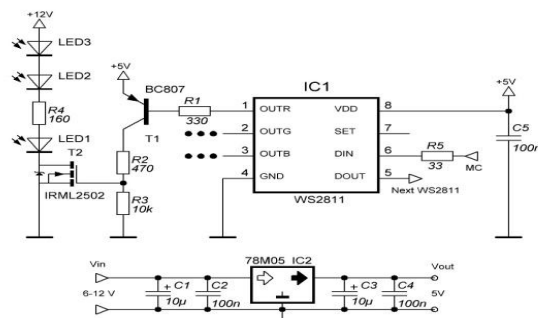 +12V
LED3
LED2
R4
160
LED1
T2
IRML2502
+5V
BC807
T1
R1
330
R2
470
R3
10k
IC1
1 OUTR VDD 8
2 OUTG SET 7
3 OUTB DIN 6
4 GND DOUT 5
WS2811
R5
33
MC
Next WS2811
+5V
C5
100n
78M05 IC2
Vin
6-12 V
+ C1
10µ
C2
100n
+ C3
10µ
C4
100n
Vout
5V